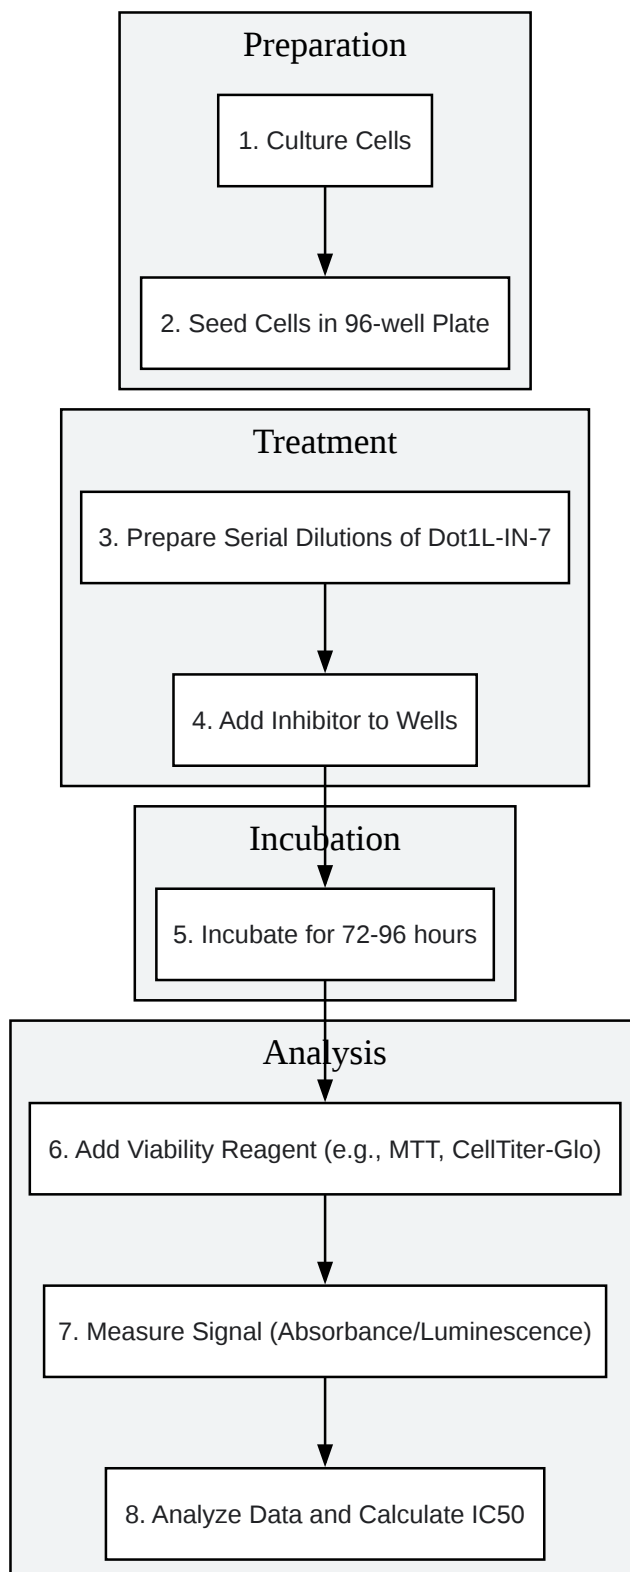 Preparation
1. Culture Cells
2. Seed Cells in 96-well Plate
Treatment
3. Prepare Serial Dilutions of Dot1L-IN-7
4. Add Inhibitor to Wells
Incubation
5. Incubate for 72-96 hours
Analysis
6. Add Viability Reagent (e.g., MTT, CellTiter-Glo)
7. Measure Signal (Absorbance/Luminescence)
8. Analyze Data and Calculate IC50